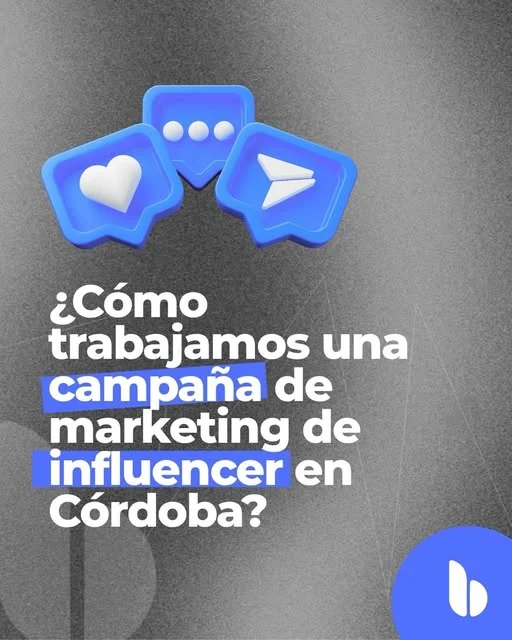 ¿Cómo
trabajamos una
campaña de
marketing de
influencer en
Córdoba?